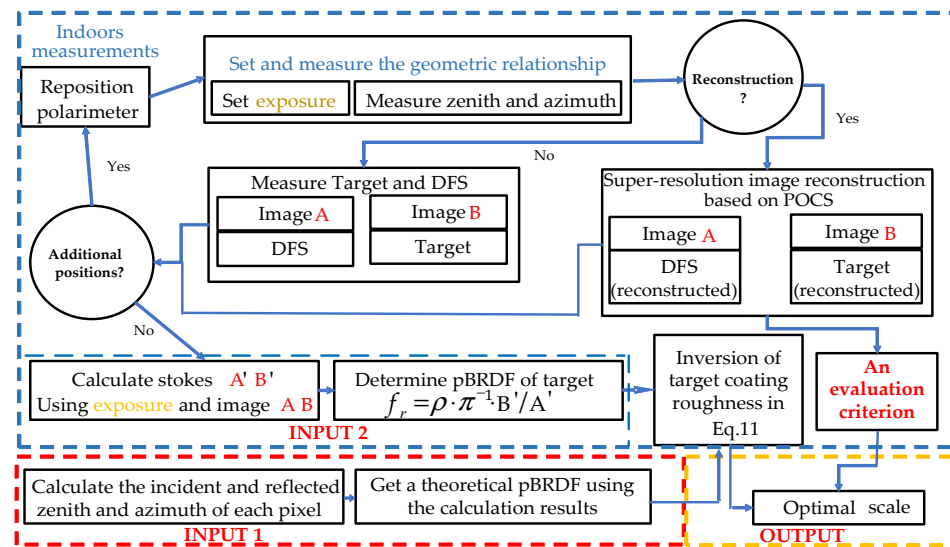 Indoors
measurements
Reposition
polarimeter
Set and measure the geometric relationship
Set exposure
Measure zenith and azimuth
Reconstruction
?
Yes
No
Yes
Measure Target and DFS
Image A
DFS
Image B
Target
Super-resolution image reconstruction
based on POCS
Image A
DFS
(reconstructed)
Image B
Target
(reconstructed)
Additional
positions?
No
Calculate stokes A' B'
Using exposure and image A B
INPUT 2
Determine pBRDF of target
f_r = ρ·π⁻¹·B'/A'
Inversion of
target coating
roughness in
Eq.11
An
evaluation
criterion
Calculate the incident and reflected
zenith and azimuth of each pixel
INPUT 1
Get a theoretical pBRDF using
the calculation results
Optimal scale
OUTPUT